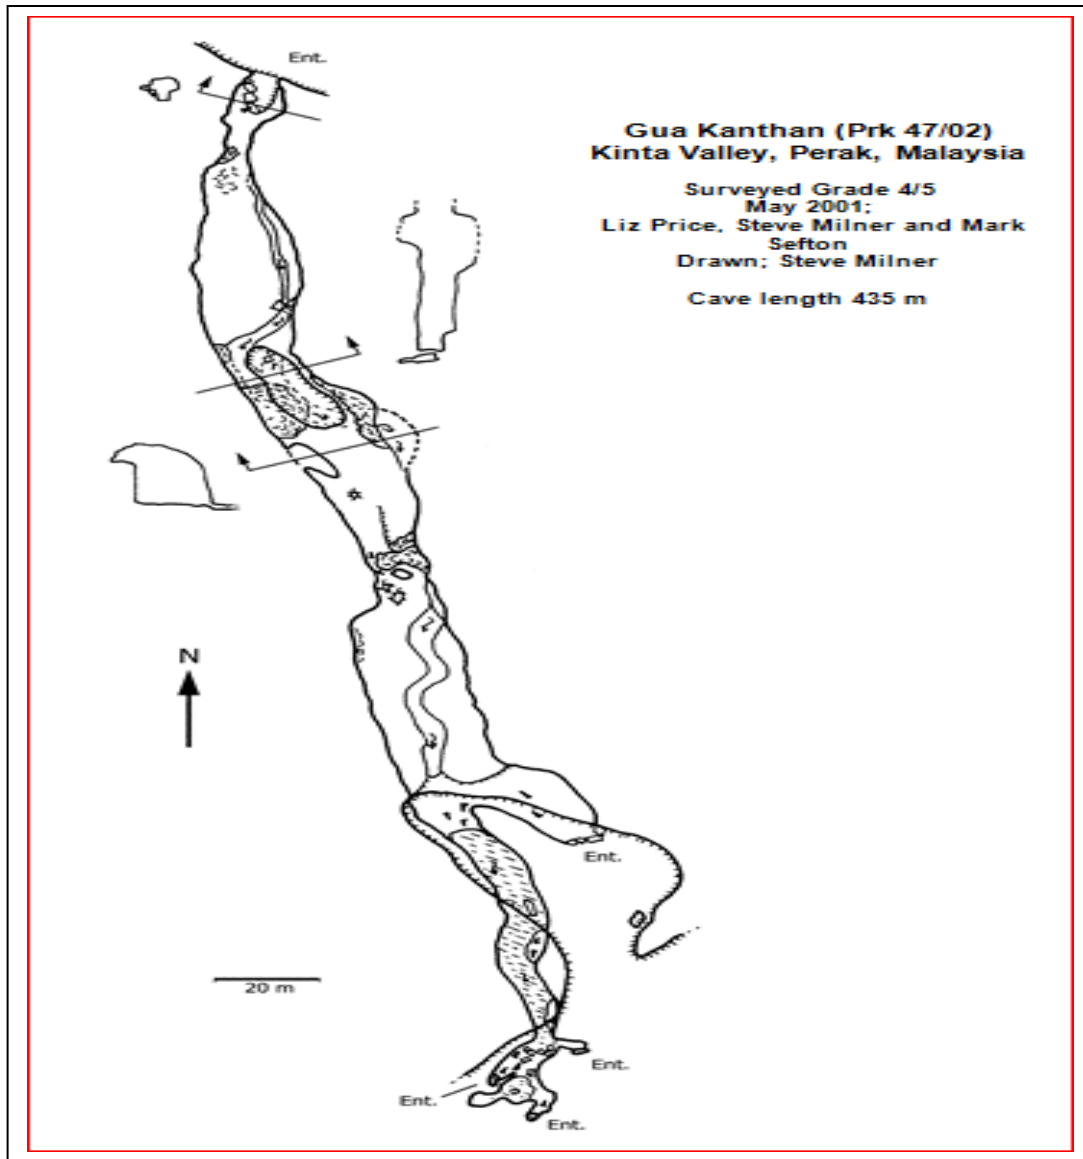 Ent.
Gua Kanthan (Prk 47/02)
Kinta Valley, Perak, Malaysia
Surveyed Grade 4/5
May 2001;
Liz Price, Steve Milner and Mark
Sefton
Drawn; Steve Milner
Cave length 435 m
N
Ent.
20 m
Ent.
Ent.
Ent.